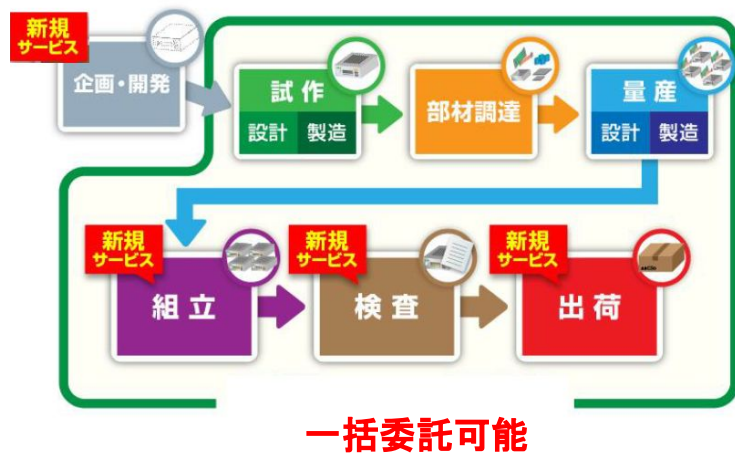 新規
サービス
企画・開発
試作
設計 製造
部材調達
量産
設計 製造
新規
サービス
組立
新規
サービス
検査
新規
サービス
出荷
一括委託可能